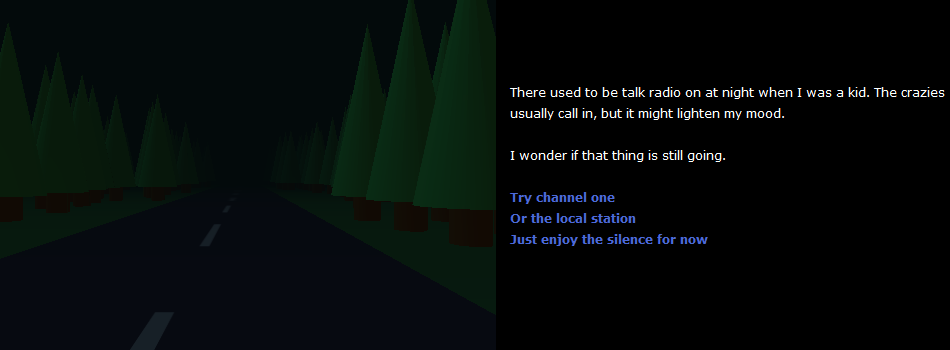 There used to be talk radio on at night when I was a kid. The crazies
usually call in, but it might lighten my mood.
I wonder if that thing is still going.
Try channel one
Or the local station
Just enjoy the silence for now